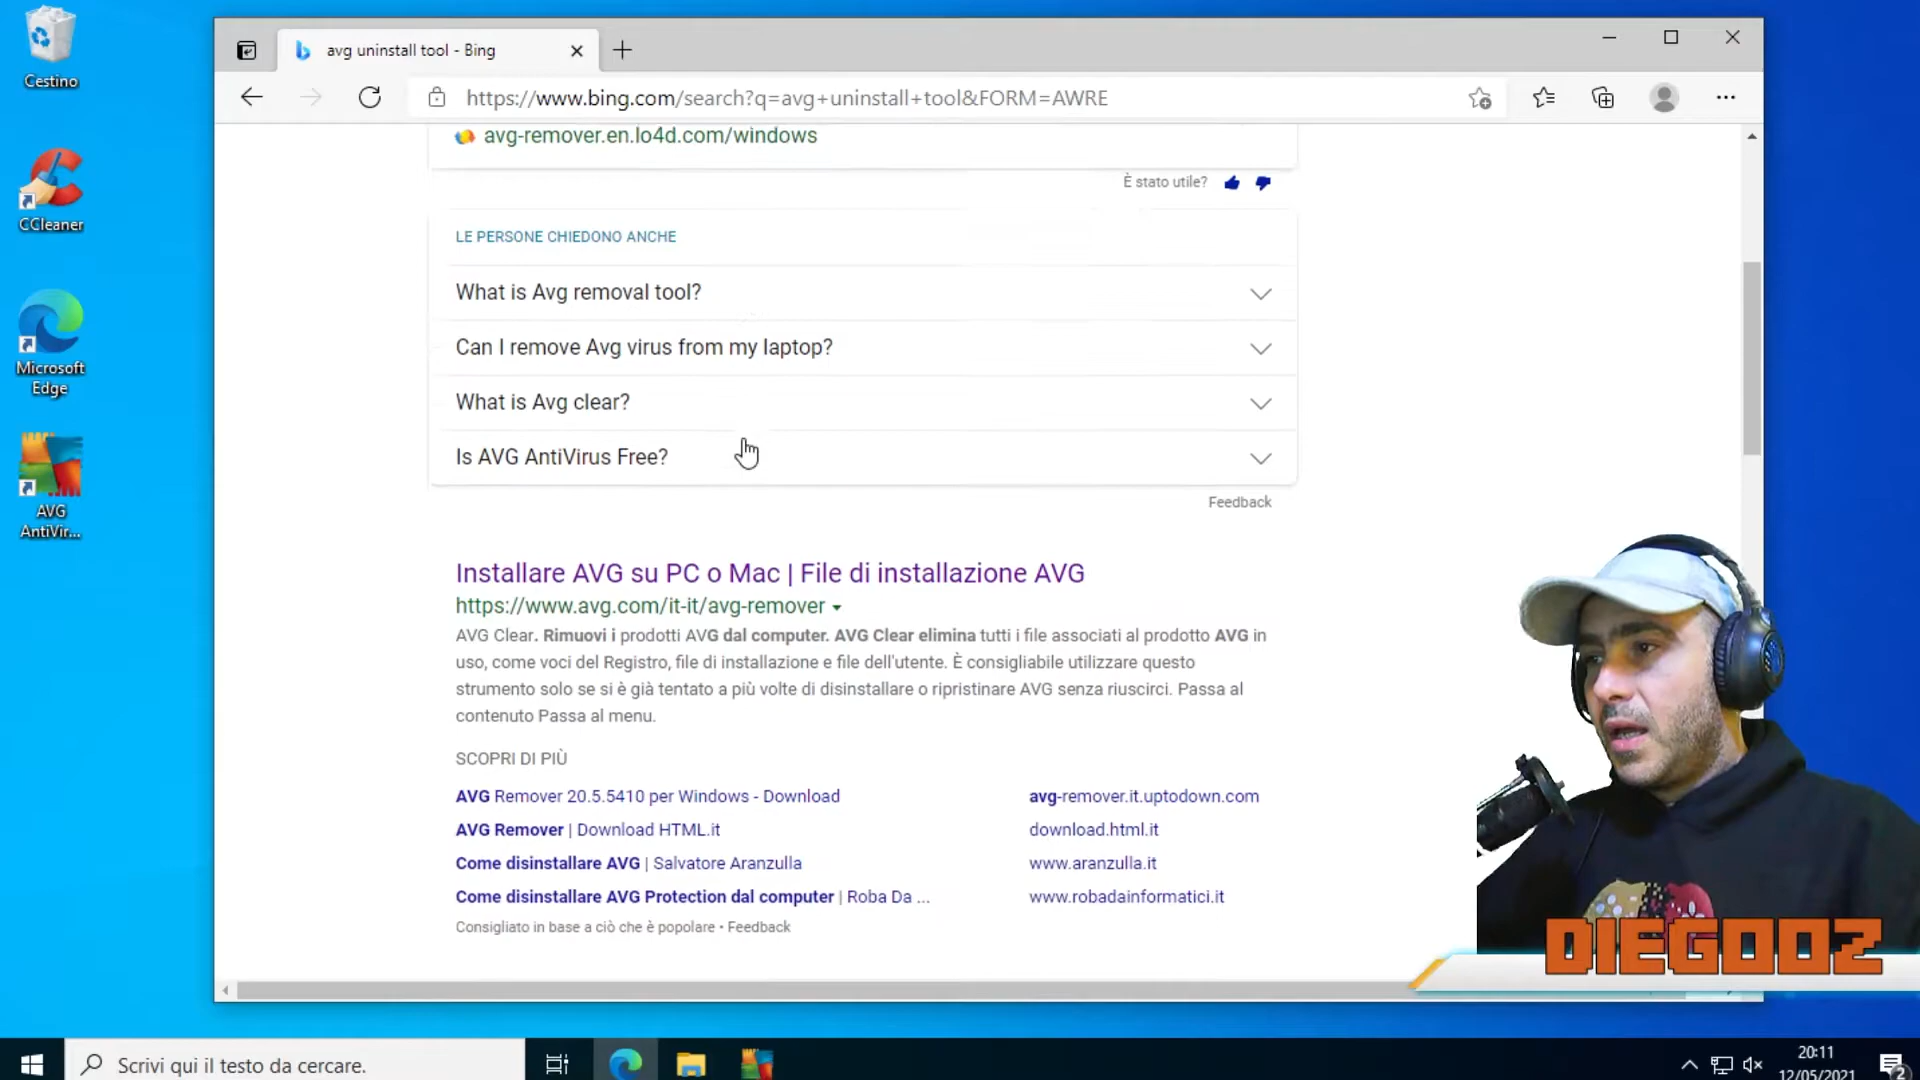 Cestino
CCleaner
Microsoft
Edge
AVG
AntiVir...
avg uninstall tool - Bing
https://www.bing.com/search?q=avg+uninstall+tool&FORM=AWRE
avg-remover.en.lo4d.com/windows
È stato utile?
LE PERSONE CHIEDONO ANCHE
What is Avg removal tool?
Can I remove Avg virus from my laptop?
What is Avg clear?
Is AVG AntiVirus Free?
Feedback
Installare AVG su PC o Mac | File di installazione AVG
https://www.avg.com/it-it/avg-remover
AVG Clear. Rimuovi i prodotti AVG dal computer. AVG Clear elimina tutti i file associati al prodotto AVG in
uso, come voci del Registro, file di installazione e file dell'utente. È consigliabile utilizzare questo
strumento solo se si è già tentato a più volte di disinstallare o ripristinare AVG senza riuscirci. Passa al
contenuto Passa al menu.
SCOPRI DI PIÙ
AVG Remover 20.5.5410 per Windows - Download avg-remover.it.uptodown.com
AVG Remover | Download HTML.it download.html.it
Come disinstallare AVG | Salvatore Aranzulla www.aranzulla.it
Come disinstallare AVG Protection dal computer | Roba Da ... www.robadainformatici.it
Consigliato in base a ciò che è popolare • Feedback
DIEGOOZ
Scrivi qui il testo da cercare.
20:11
12/05/2021
2